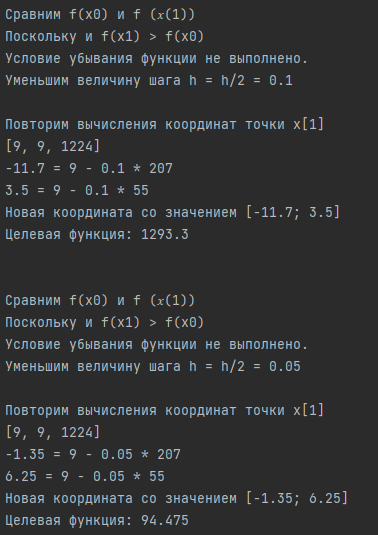 Сравним f(x0) и f (𝑥(1))
Поскольку и f(x1) > f(x0)
Условие убывания функции не выполнено.
Уменьшим величину шага h = h/2 = 0.1
Повторим вычисления координат точки x[1]
[9, 9, 1224]
-11.7 = 9 - 0.1 * 207
3.5 = 9 - 0.1 * 55
Новая координата со значением [-11.7; 3.5]
Целевая функция: 1293.3
Сравним f(x0) и f (𝑥(1))
Поскольку и f(x1) > f(x0)
Условие убывания функции не выполнено.
Уменьшим величину шага h = h/2 = 0.05
Повторим вычисления координат точки x[1]
[9, 9, 1224]
-1.35 = 9 - 0.05 * 207
6.25 = 9 - 0.05 * 55
Новая координата со значением [-1.35; 6.25]
Целевая функция: 94.475